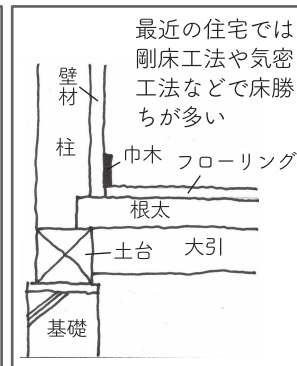 最近の住宅では
剛床工法や気密
工法などで床勝
ちが多い
壁材
柱
巾木
フローリング
根太
土台
大引
基礎